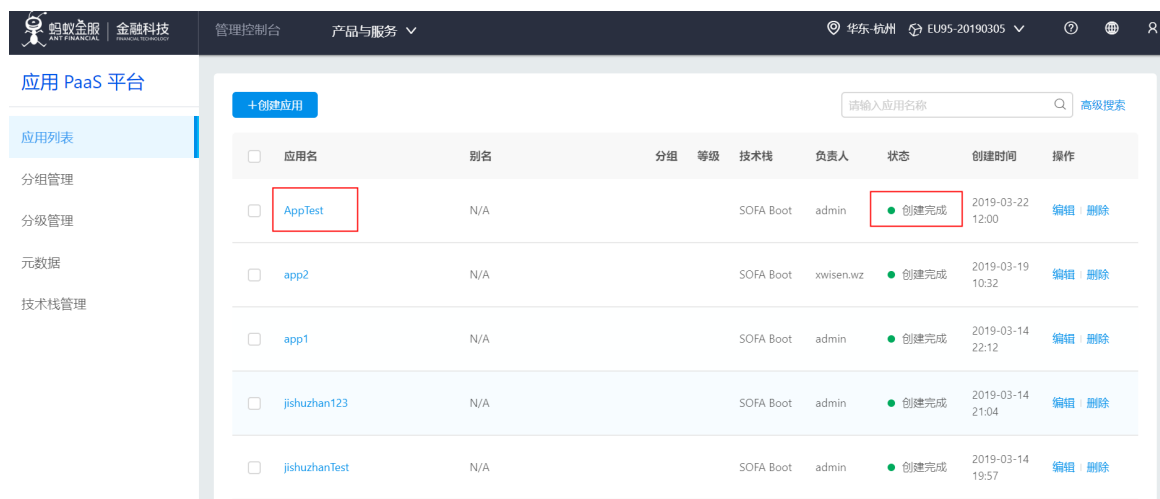 蚂蚁金服 金融科技 管理控制台 产品与服务 华东-杭州 EU95-20190305
ANT FINANCIAL FINANCIAL TECHNOLOGY
应用 PaaS 平台
+创建应用 请输入应用名称 高级搜索
应用列表
分组管理
分级管理
元数据
技术栈管理
应用名 别名 分组 等级 技术栈 负责人 状态 创建时间 操作
AppTest N/A SOFA Boot admin 创建完成 2019-03-22 12:00 编辑 删除
app2 N/A SOFA Boot xwisen.wz 创建完成 2019-03-19 10:32 编辑 删除
app1 N/A SOFA Boot admin 创建完成 2019-03-14 22:12 编辑 删除
jishuzhan123 N/A SOFA Boot admin 创建完成 2019-03-14 21:04 编辑 删除
jishuzhanTest N/A SOFA Boot admin 创建完成 2019-03-14 19:57 编辑 删除